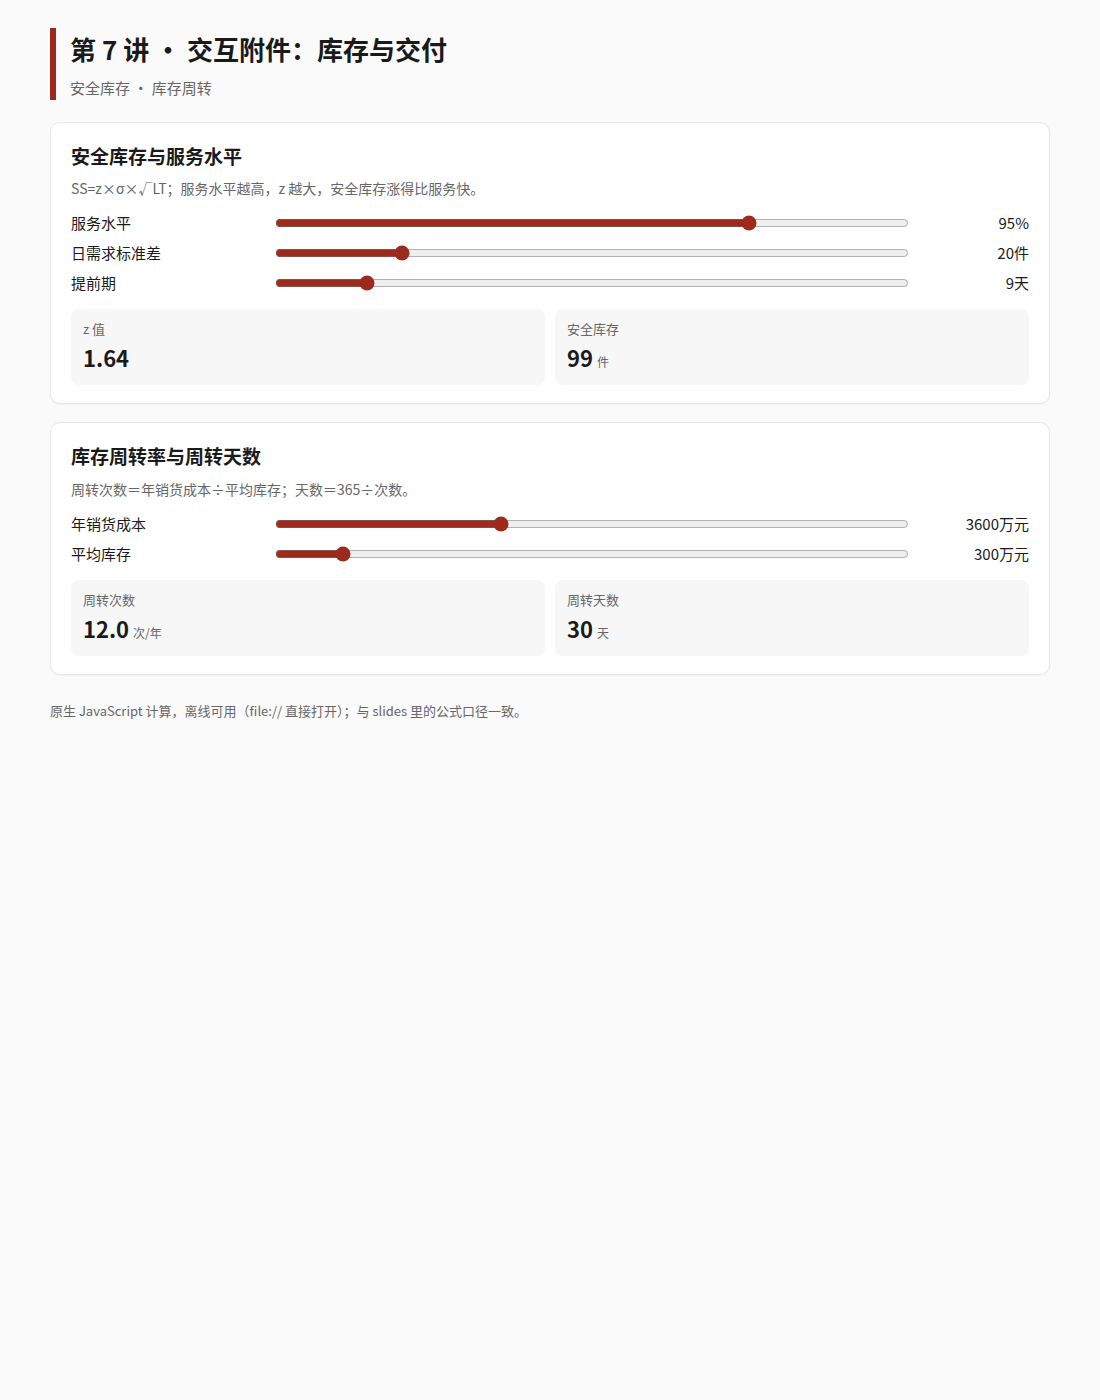 第 7 讲 · 交互附件：库存与交付
安全库存 · 库存周转
安全库存与服务水平
SS=z×σ×√LT；服务水平越高，z 越大，安全库存涨得比服务快。
服务水平 95%
日需求标准差 20件
提前期 9天
z 值 安全库存
1.64 99 件
库存周转率与周转天数
周转次数＝年销货成本÷平均库存；天数＝365÷次数。
年销货成本 3600万元
平均库存 300万元
周转次数 周转天数
12.0 次/年 30 天
原生 JavaScript 计算，离线可用（file:// 直接打开）；与 slides 里的公式口径一致。